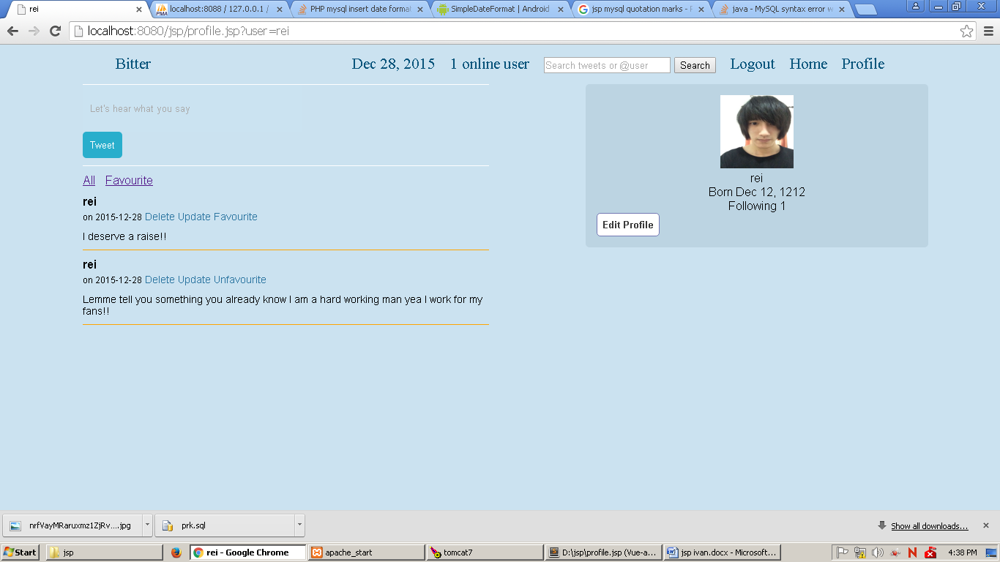 rei
localhost:8088 / 127.0.0.1 /
PHP mysql insert date format
SimpleDateFormat | Android
jsp mysql quotation marks -
java - MySQL syntax error
localhost:8080/jsp/profile.jsp?user=rei
Bitter
Dec 28, 2015
1 online user
Search tweets or @user
Search
Logout
Home
Profile
Let's hear what you say
Tweet
All Favourite
rei
on 2015-12-28 Delete Update Favourite
I deserve a raise!!
rei
on 2015-12-28 Delete Update Unfavourite
Lemme tell you something you already know I am a hard working man yea I work for my
fans!!
rei
Born Dec 12, 1212
Following 1
Edit Profile
nrfVayMRaruxmz1ZjRv....jpg
prk.sql
Show all downloads...
Start
jsp
rei - Google Chrome
apache_start
tomcat7
D:\jsp\profile.jsp (Vue-a...
jsp ivan.docx - Microsoft...
4:38 PM